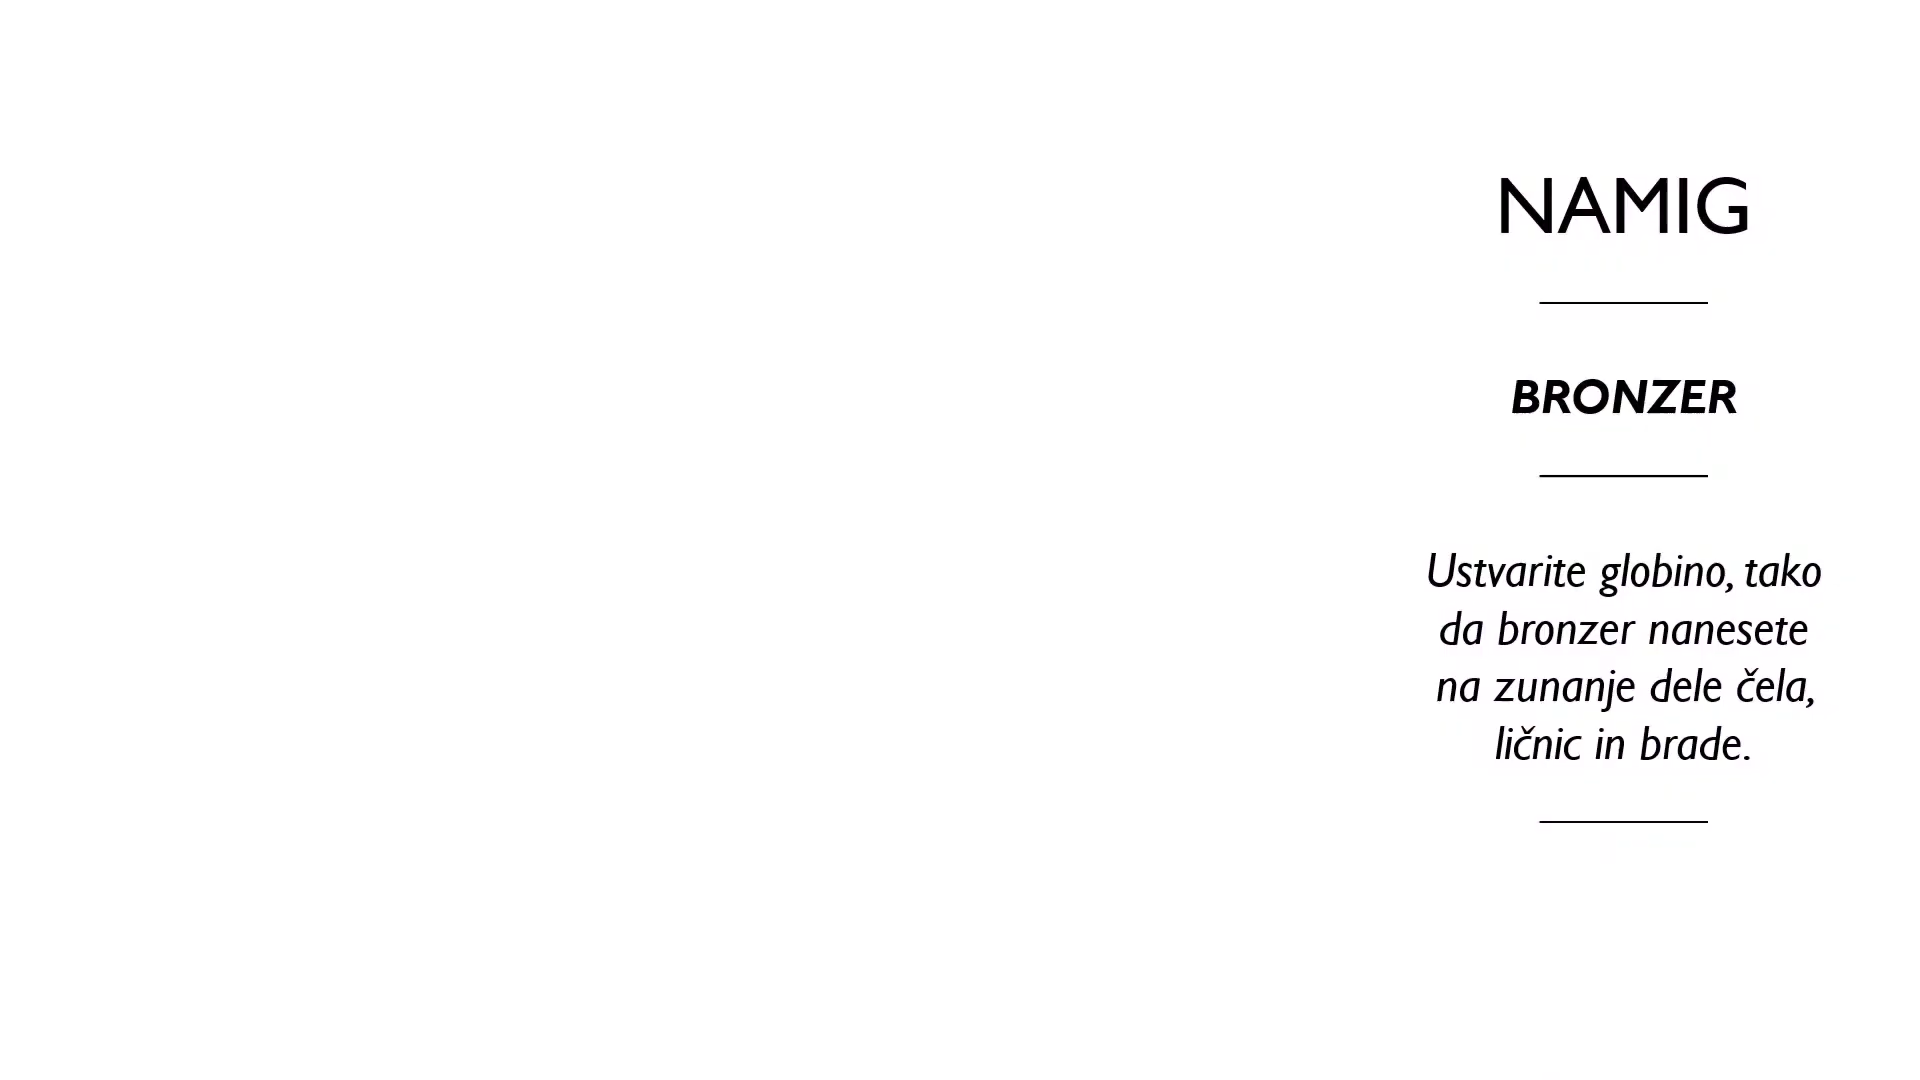 NAMIG
BRONZER
Ustvarite globino, tako
da bronzer nanesete
na zunanje dele čela,
ličnic in brade.